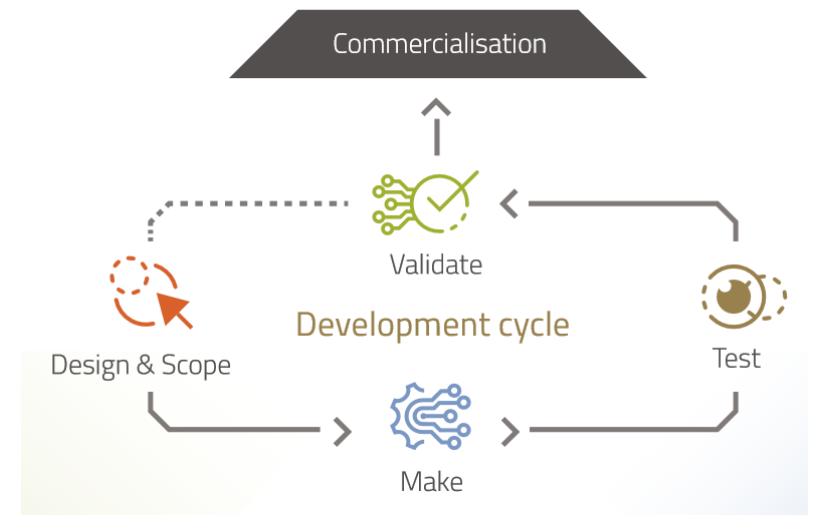 Commercialisation
Validate
Development cycle
Design & Scope
Test
Make